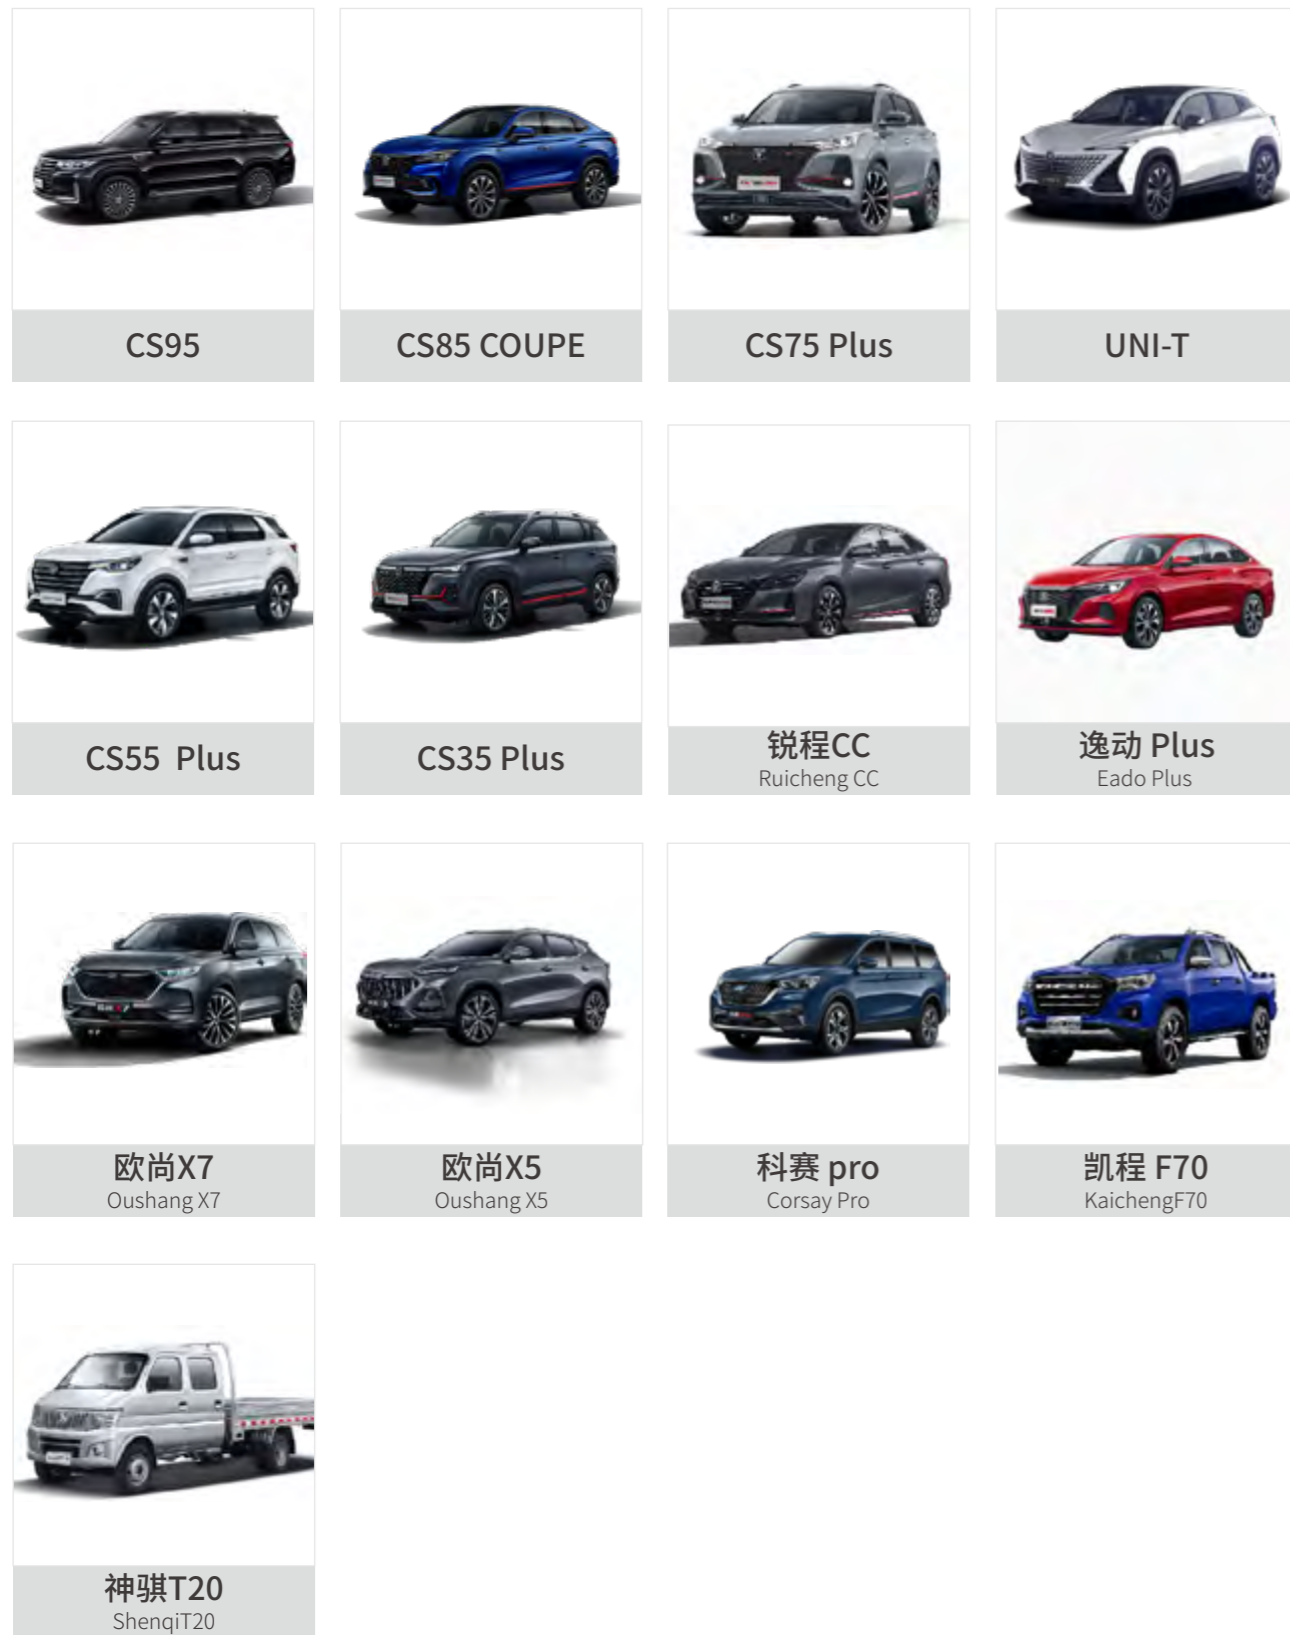 CS95
CS85 COUPE
CS75 Plus
UNI-T
CS55 Plus
CS35 Plus
锐程CC
Ruicheng CC
逸动 Plus
Eado Plus
欧尚X7
Oushang X7
欧尚X5
Oushang X5
科赛 pro
Corsay Pro
凯程 F70
KaichengF70
神骐T20
ShenqiT20